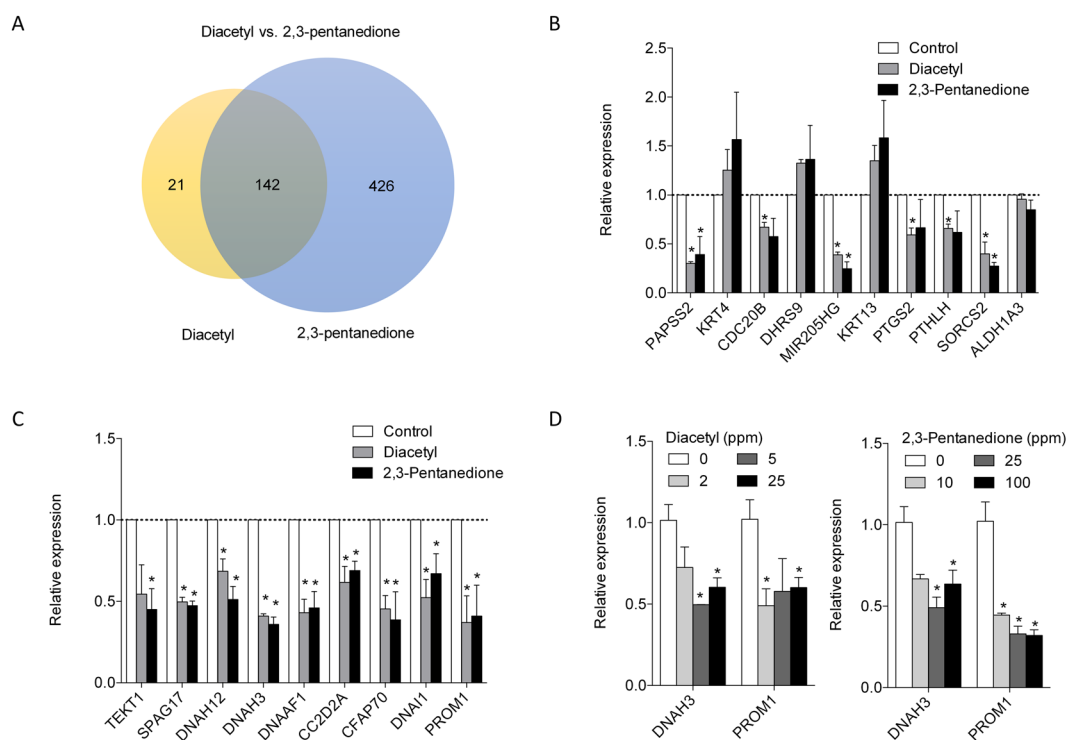 A
Diacetyl vs. 2,3-pentanedione
21
142
426
Diacetyl
2,3-pentanedione
B
Control
Diacetyl
2,3-Pentanedione
Relative expression
2.5
2.0
1.5
1.0
0.5
0.0
* * * * * * * * *
PAPSS2
KRT4
CDC20B
DHRS9
MIR205HG
KRT13
PTGS2
PTHLH
SORCS2
ALDH1A3
C
Control
Diacetyl
2,3-Pentanedione
Relative expression
1.5
1.0
0.5
0.0
* * * * * * * * * * * * * * * * *
TEKT1
SPAG17
DNAH12
DNAH3
DNAAF1
CC2D2A
CFAP70
DNAI1
PROM1
D
Diacetyl (ppm)
0 5
2 25
Relative expression
1.5
1.0
0.5
0.0
* * * *
DNAH3
PROM1
2,3-Pentanedione (ppm)
0 25
10 100
Relative expression
1.5
1.0
0.5
0.0
* * * * *
DNAH3
PROM1